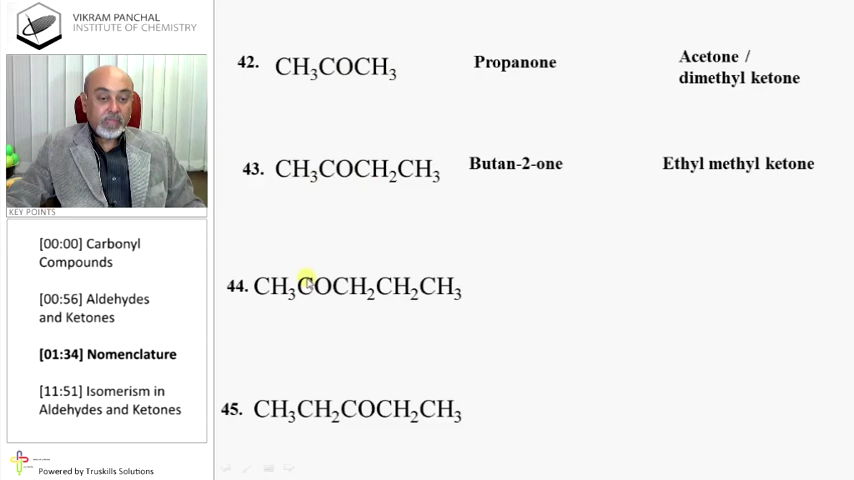 VIKRAM PANCHAL
INSTITUTE OF CHEMISTRY
KEY POINTS
[00:00] Carbonyl
Compounds
[00:56] Aldehydes
and Ketones
[01:34] Nomenclature
[11:51] Isomerism in
Aldehydes and Ketones
Powered by Truskills Solutions
42. CH₃COCH₃ Propanone Acetone /
dimethyl ketone
43. CH₃COCH₂CH₃ Butan-2-one Ethyl methyl ketone
44. CH₃COCH₂CH₂CH₃
45. CH₃CH₂COCH₂CH₃